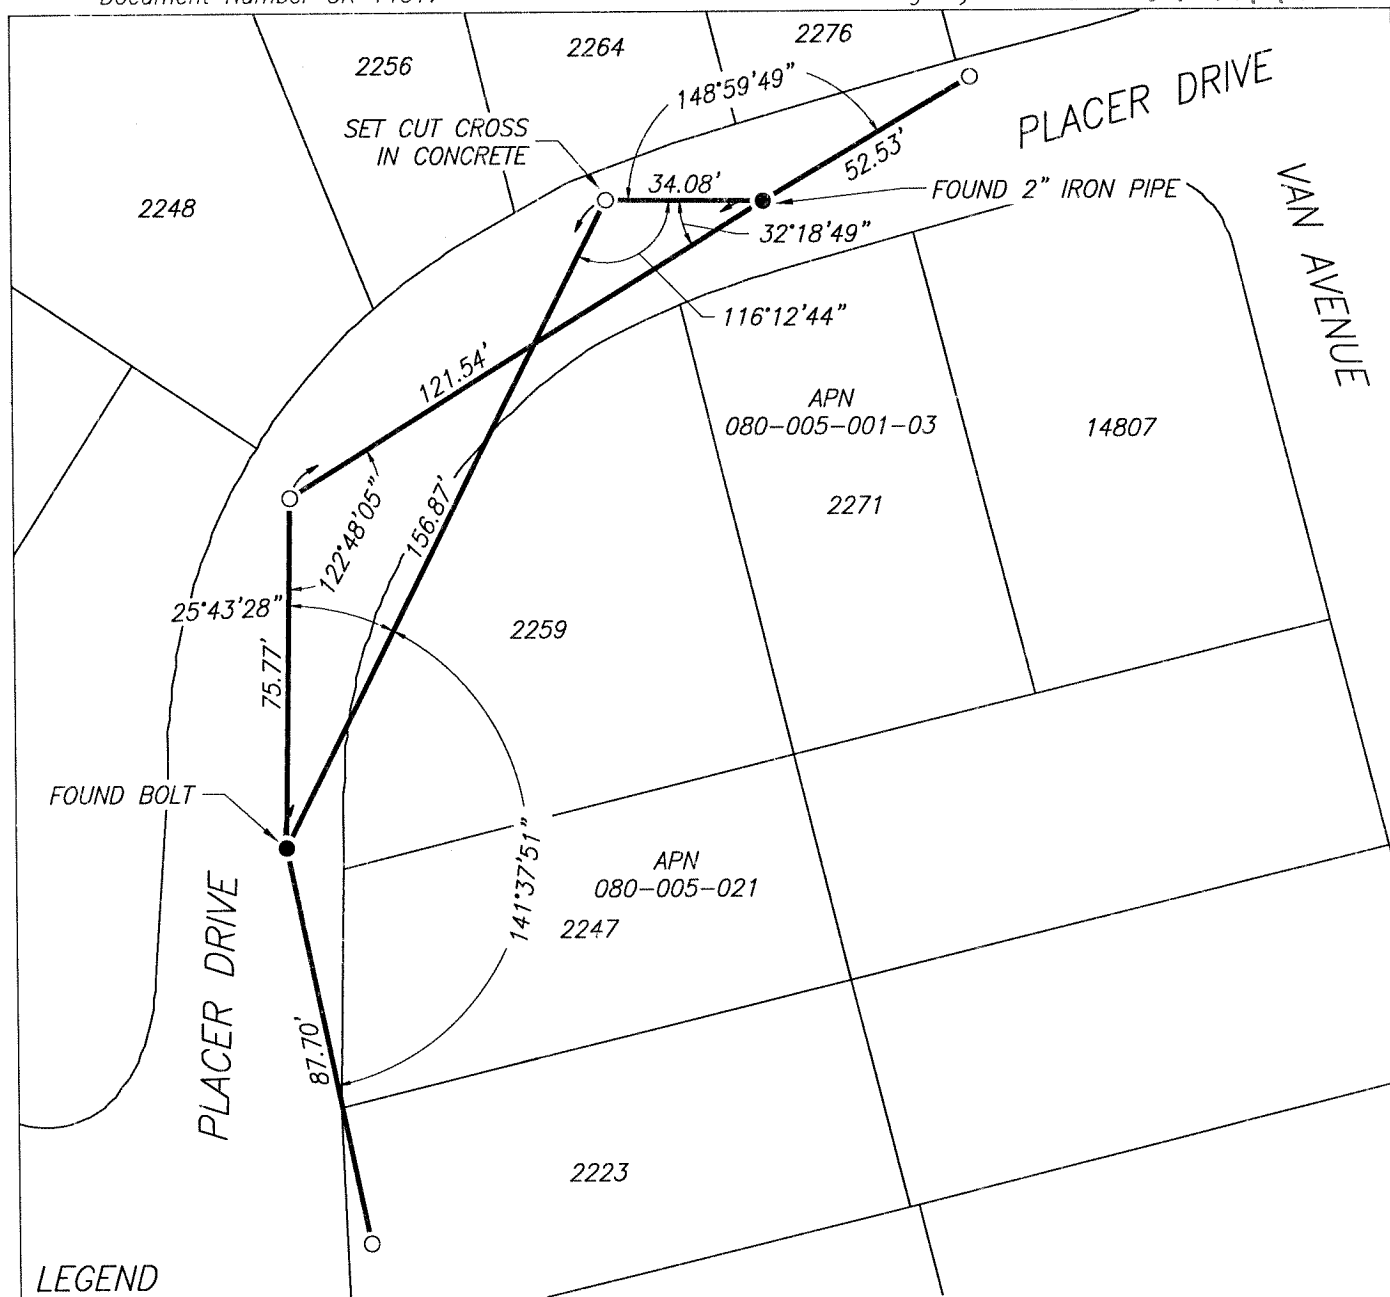 2256
2264
2276
148°59'49"
PLACER DRIVE
SET CUT CROSS
IN CONCRETE
52.53'
34.08'
FOUND 2" IRON PIPE
VAN AVENUE
2248
32°18'49"
116°12'44"
121.54'
APN
080-005-001-03
14807
2271
156.87'
122°48'05"
25°43'28"
2259
75.77'
FOUND BOLT
141°37'51"
APN
080-005-021
2247
PLACER DRIVE
87.70'
2223
LEGEND